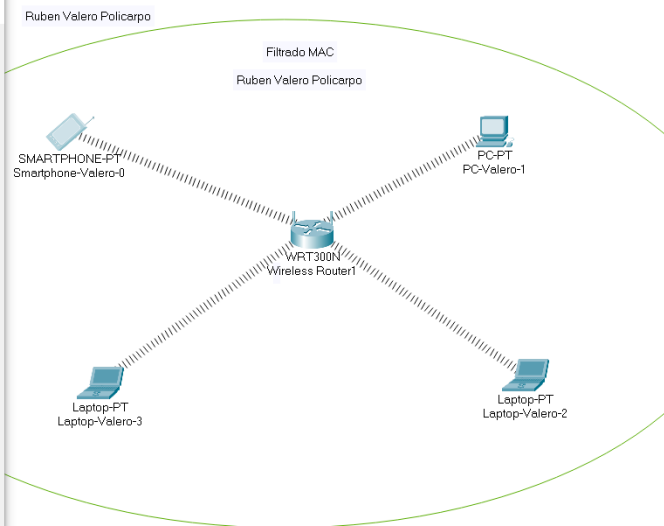 Ruben Valero Policarpo
Filtrado MAC
Ruben Valero Policarpo
SMARTPHONE-PT
Smartphone-Valero-0
PC-PT
PC-Valero-1
WRT300N
Wireless Router1
Laptop-PT
Laptop-Valero-3
Laptop-PT
Laptop-Valero-2